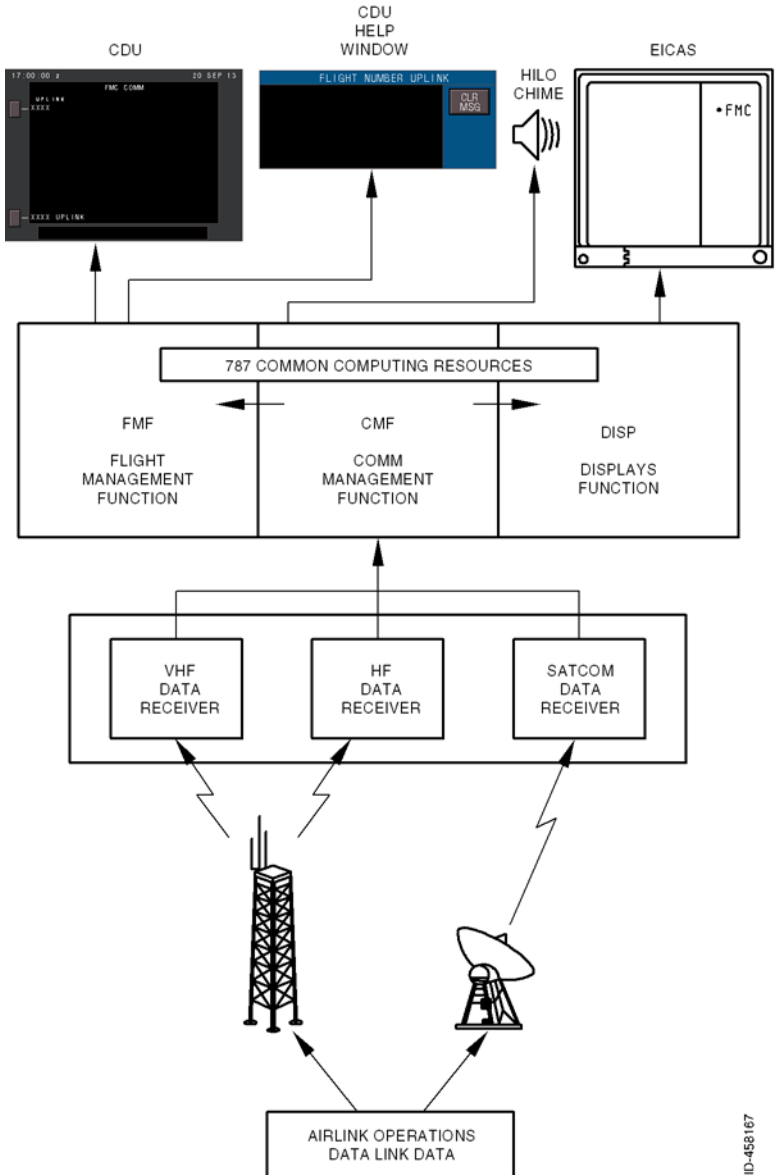 CDU
HELP
WINDOW
CDU
EICAS
HILO
CHIME
17:00:00 z
20 SEP 13
FMC COMM
UPLINK
XXXX
XXXX UPLINK
FLIGHT NUMBER UPLINK
CLR
MSG
•FMC
787 COMMON COMPUTING RESOURCES
FMF
FLIGHT
MANAGEMENT
FUNCTION
CMF
COMM
MANAGEMENT
FUNCTION
DISP
DISPLAYS
FUNCTION
VHF
DATA
RECEIVER
HF
DATA
RECEIVER
SATCOM
DATA
RECEIVER
AIRLINK OPERATIONS
DATA LINK DATA
ID-458167